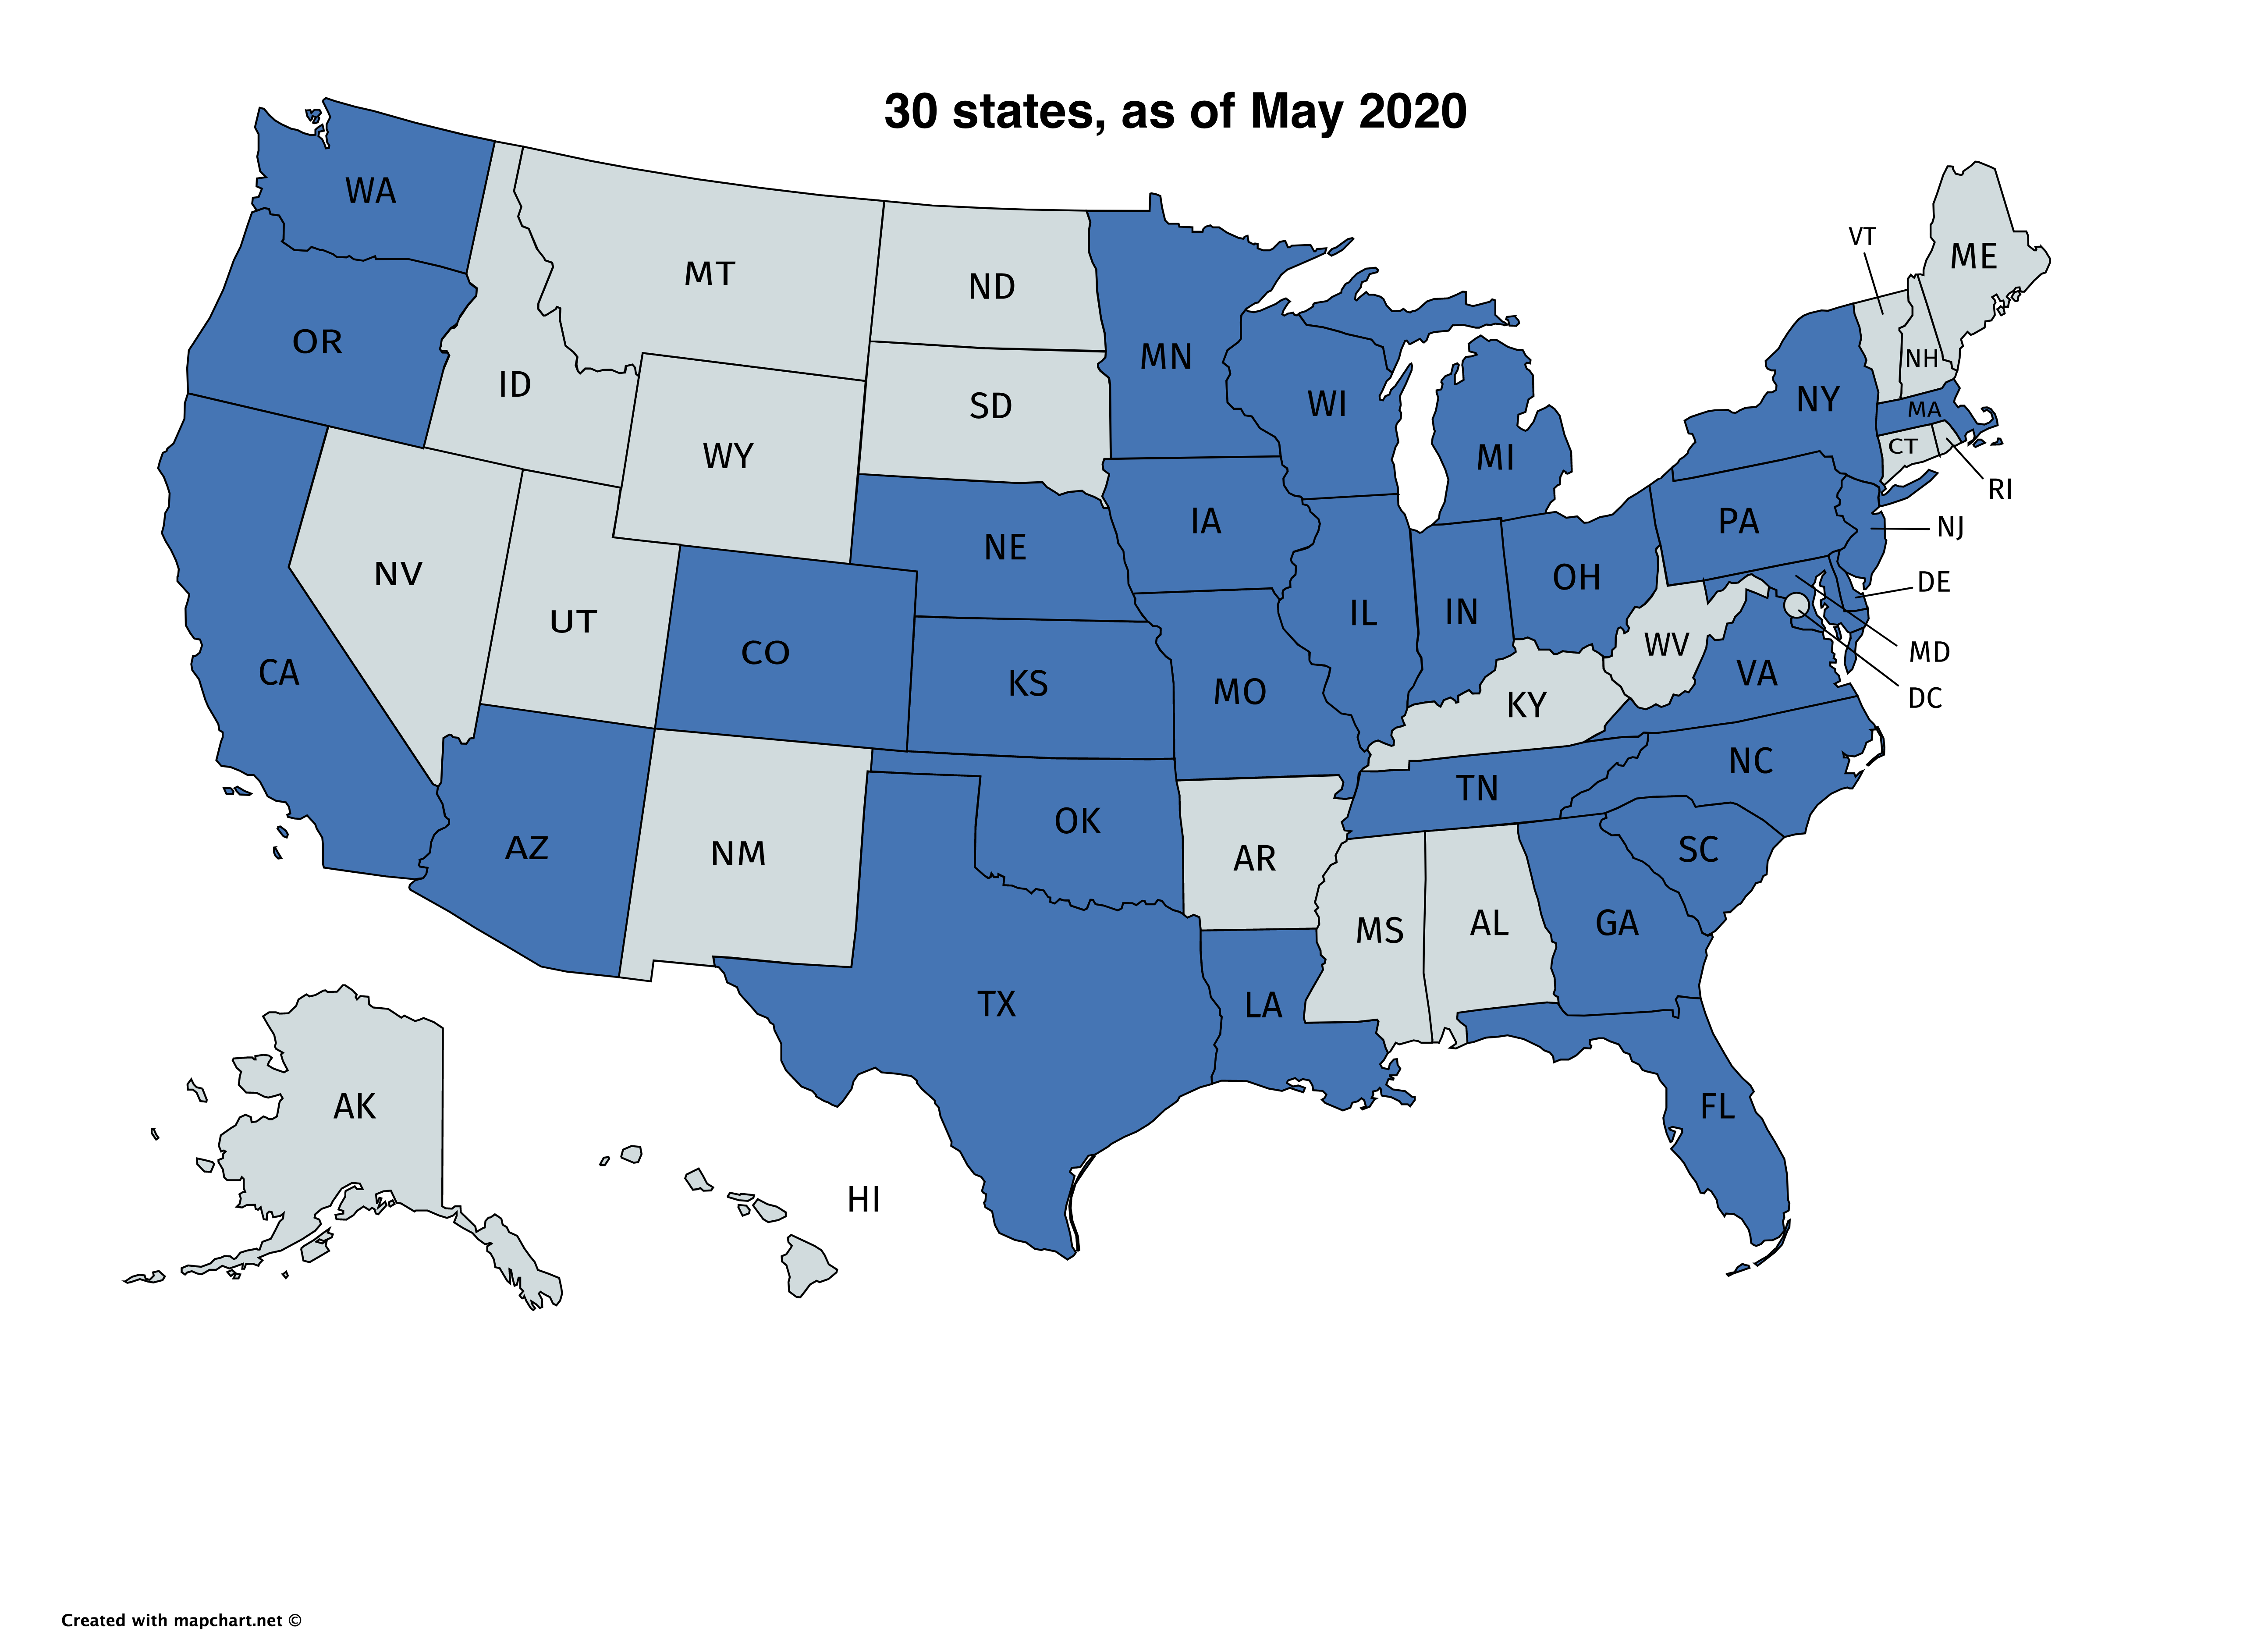 30 states, as of May 2020
WA
VT
ME
MT
ND
OR
MN
NH
ID
SD
WI
NY
MA
WY
MI
CT
RI
IA
PA
NJ
NE
NV
OH
DE
UT
IL
IN
WV
MD
CO
CA
KS
MO
KY
VA
DC
NC
TN
OK
AZ
NM
AR
SC
MS
AL
GA
TX
LA
AK
FL
HI
Created with mapchart.net ©